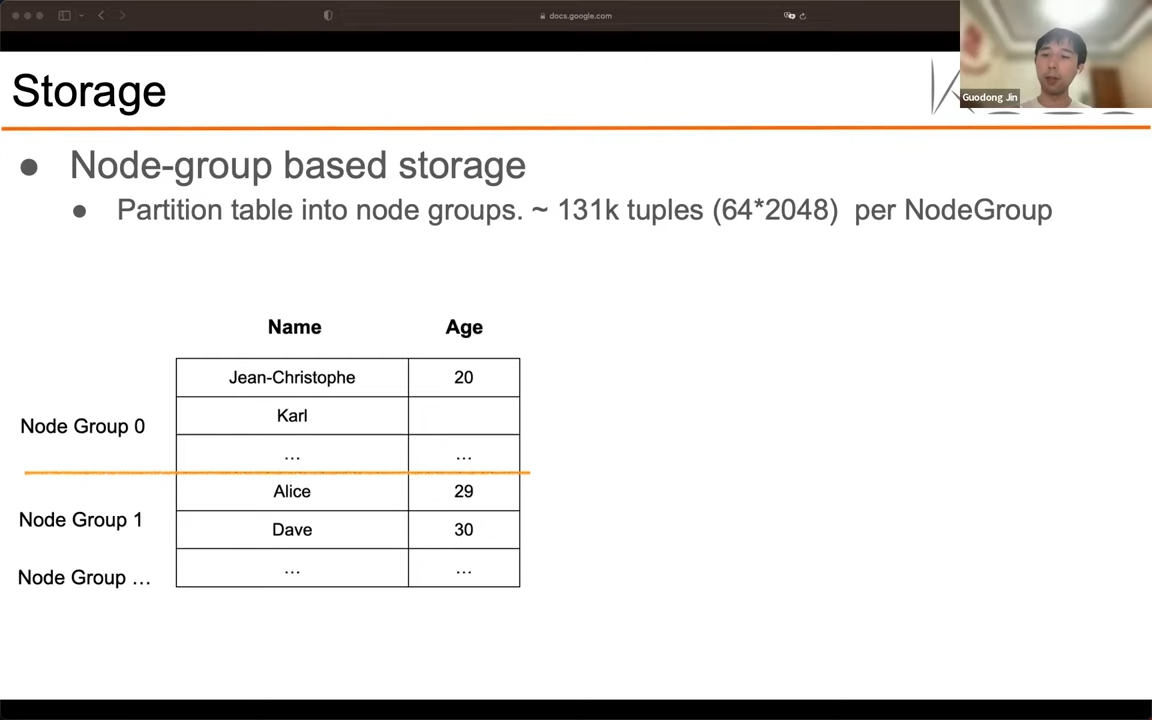 docs.google.com
Guodong Jin
Storage
Node-group based storage
Partition table into node groups. ~ 131k tuples (64*2048) per NodeGroup
Name Age
Jean-Christophe 20
Karl
Node Group 0
… …
Alice 29
Node Group 1
Dave 30
Node Group …
… …